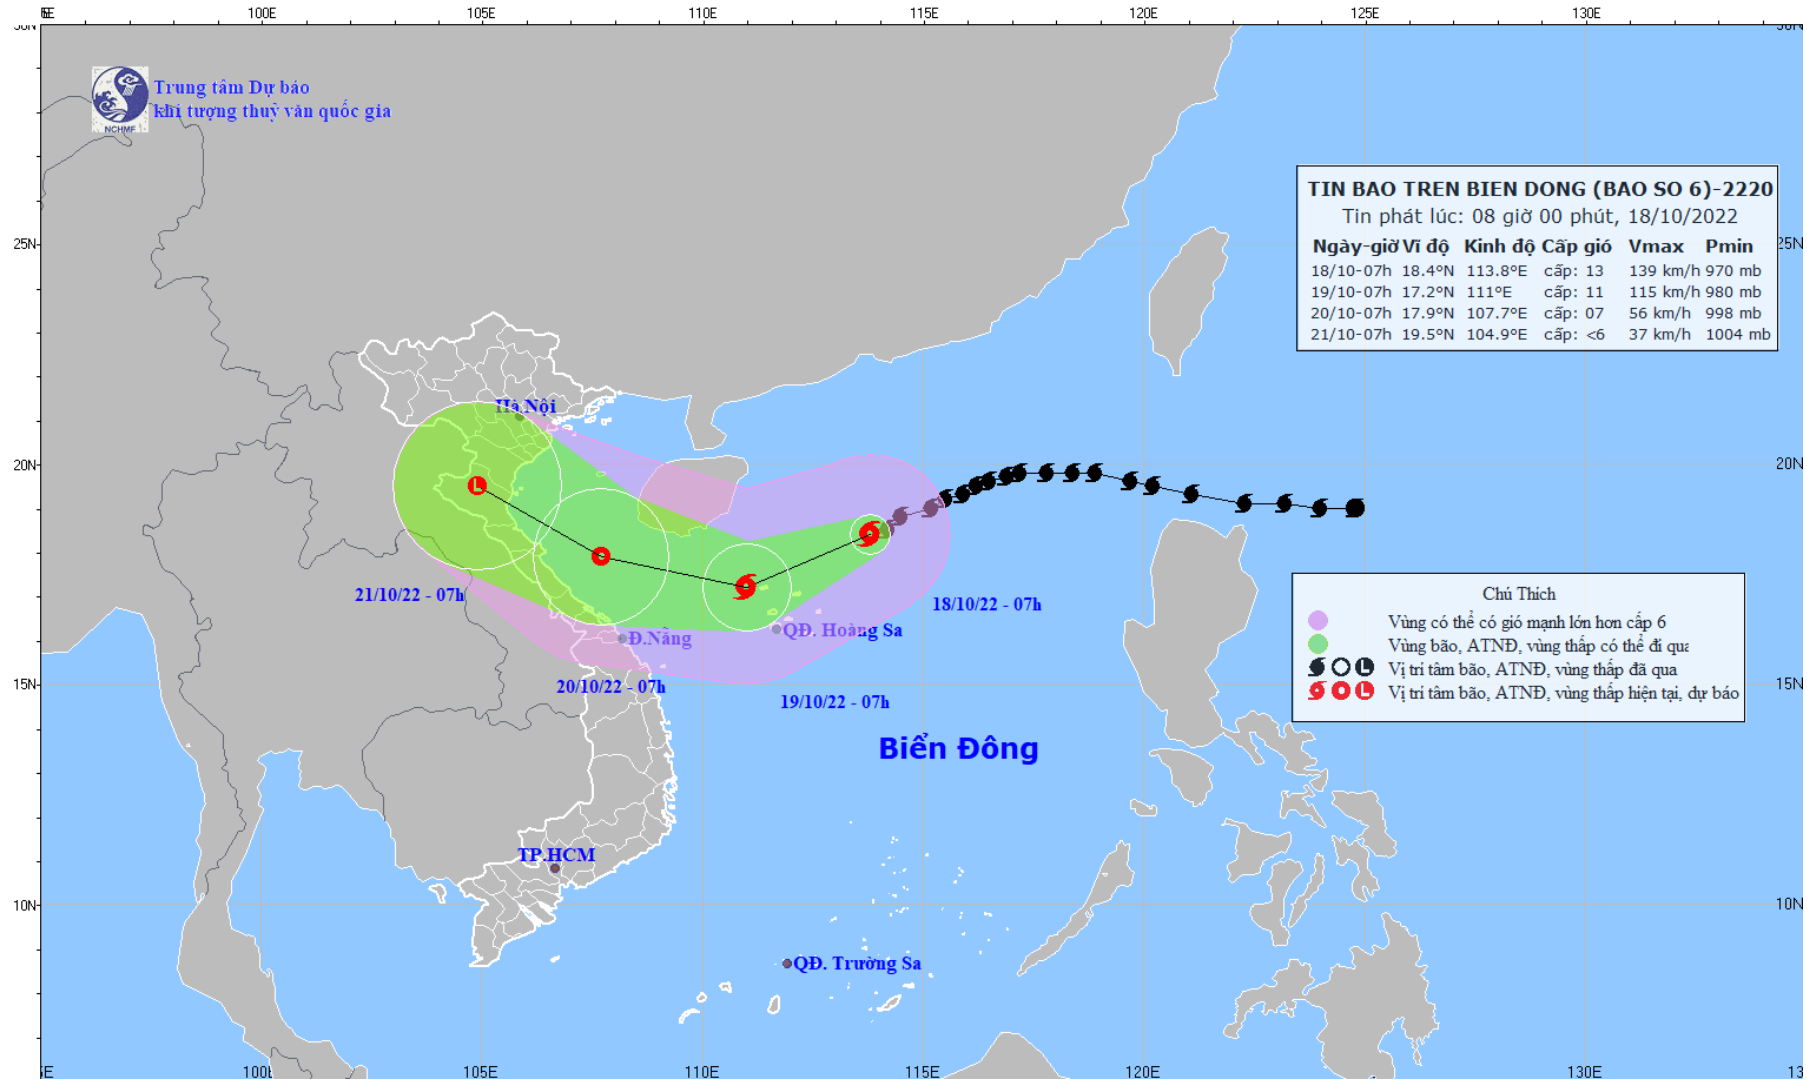 100E 105E 110E 115E 120E 125E 130E
Trung tâm Dự báo
khí tượng thuỷ văn quốc gia
NCHMF
TIN BAO TREN BIEN DONG (BAO SO 6)-2220
Tin phát lúc: 08 giờ 00 phút, 18/10/2022
Ngày-giờ Vĩ độ Kinh độ Cấp gió Vmax Pmin
18/10-07h 18.4°N 113.8°E cấp: 13 139 km/h 970 mb
19/10-07h 17.2°N 111°E cấp: 11 115 km/h 980 mb
20/10-07h 17.9°N 107.7°E cấp: 07 56 km/h 998 mb
21/10-07h 19.5°N 104.9°E cấp: <6 37 km/h 1004 mb
25N 25N
Hà Nội
20N 20N
L
21/10/22 - 07h
18/10/22 - 07h
Đ.Nẵng
QĐ. Hoàng Sa
20/10/22 - 07h
19/10/22 - 07h
15N 15N
Chú Thích
Vùng có thể có gió mạnh lớn hơn cấp 6
Vùng bão, ATNĐ, vùng thấp có thể đi qua
L Vị trí tâm bão, ATNĐ, vùng thấp đã qua
L Vị trí tâm bão, ATNĐ, vùng thấp hiện tại, dự báo
Biển Đông
TP.HCM
10N 10N
QĐ. Trường Sa
105E 110E 115E 120E 130E